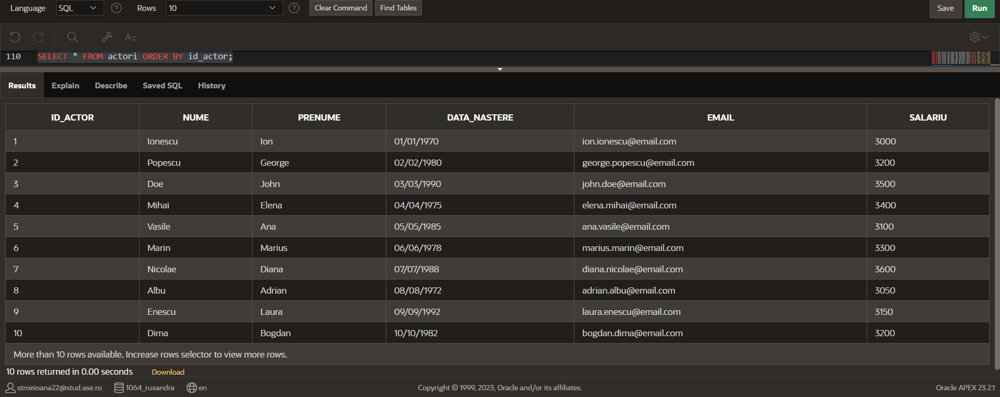 Language SQL Rows 10 Clear Command Find Tables Save Run
A
110 SELECT * FROM actori ORDER BY id_actor;
Results Explain Describe Saved SQL History
ID_ACTOR NUME PRENUME DATA_NASTERE EMAIL SALARIU
1 Ionescu Ion 01/01/1970 ion.ionescu@email.com 3000
2 Popescu George 02/02/1980 george.popescu@email.com 3200
3 Doe John 03/03/1990 john.doe@email.com 3500
4 Mihai Elena 04/04/1975 elena.mihai@email.com 3400
5 Vasile Ana 05/05/1985 ana.vasile@email.com 3100
6 Marin Marius 06/06/1978 marius.marin@email.com 3300
7 Nicolae Diana 07/07/1988 diana.nicolae@email.com 3600
8 Albu Adrian 08/08/1972 adrian.albu@email.com 3050
9 Enescu Laura 09/09/1992 laura.enescu@email.com 3150
10 Dima Bogdan 10/10/1982 bogdan.dima@email.com 3200
More than 10 rows available. Increase rows selector to view more rows.
10 rows returned in 0.00 seconds Download
stroeioana22@stud.ase.ro 1064_ruxandra en Copyright © 1999, 2023, Oracle and/or its affiliates. Oracle APEX 23.2.1